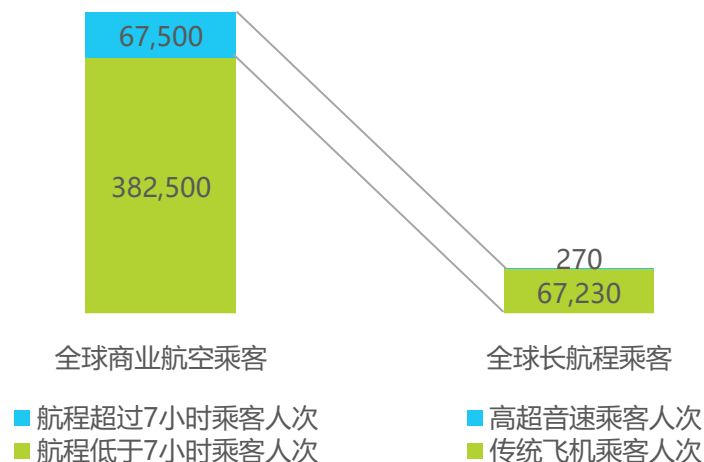 67,500
382,500
270
67,230
全球商业航空乘客
全球长航程乘客
航程超过7小时乘客人次
航程低于7小时乘客人次
高超音速乘客人次
传统飞机乘客人次